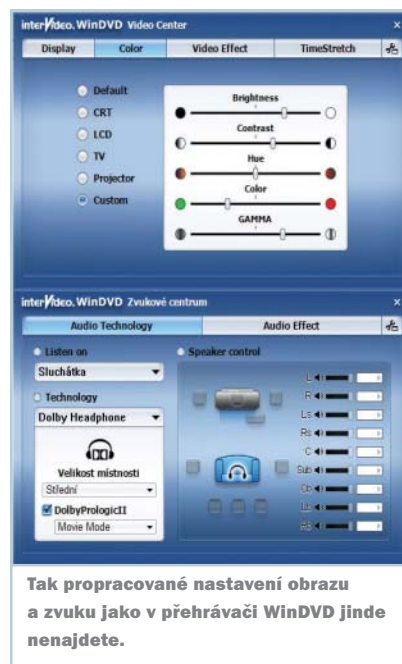 interVideo. WinDVD Video Center
Display Color Video Effect TimeStretch
Default
CRT
LCD
TV
Projector
Custom
Brightness
Contrast
Hue
Color
GAMMA
interVideo. WinDVD Zvukové centrum
Audio Technology Audio Effect
Listen on
Sluchátka
Technology
Dolby Headphone
Velikost místnosti
Střední
DolbyPrologicII
Movie Mode
Speaker control
L
R
Ls
Rs
C
Sub
Cb
Tak propracované nastavení obrazu
a zvuku jako v přehrávači WinDVD jinde
nenajdete.